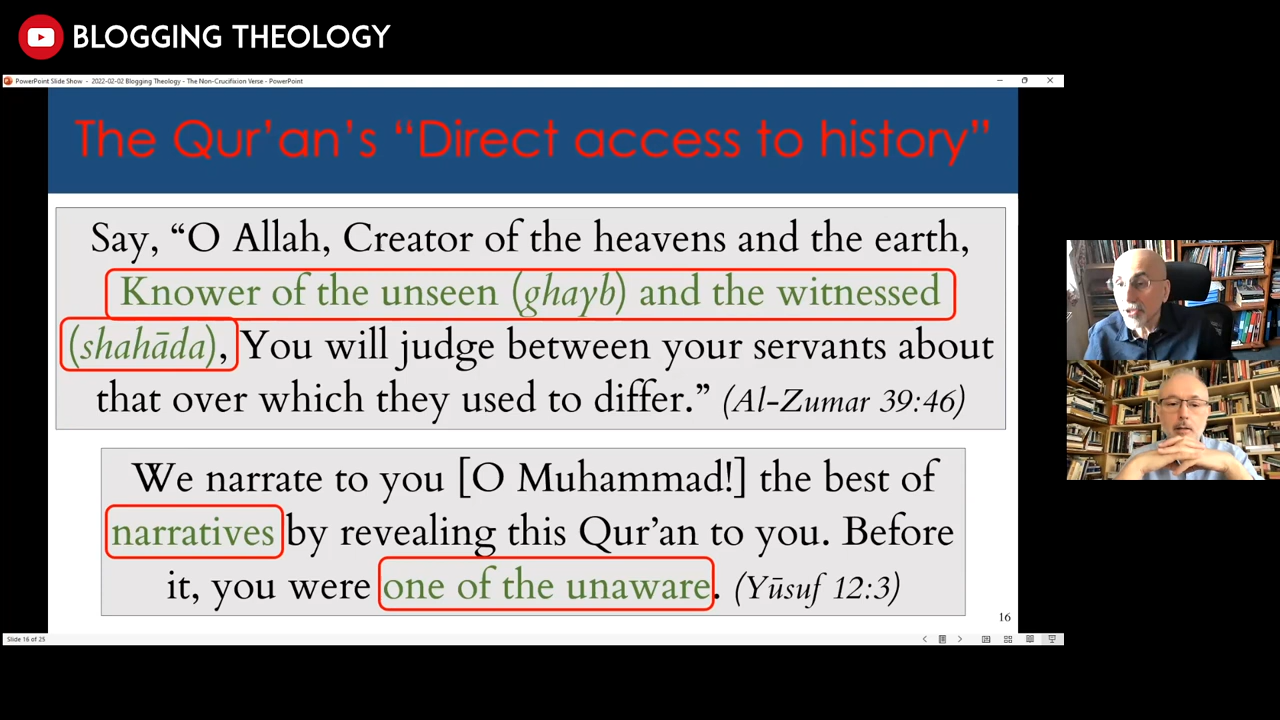 BLOGGING THEOLOGY
PowerPoint Slide Show - 2022-02-02 Blogging Theology - The Non-Crucifixion Verse - PowerPoint
The Qur’an’s “Direct access to history”
Say, “O Allah, Creator of the heavens and the earth,
Knower of the unseen (ghayb) and the witnessed
(shahāda), You will judge between your servants about
that over which they used to differ.” (Al-Zumar 39:46)
We narrate to you [O Muhammad!] the best of
narratives by revealing this Qur’an to you. Before
it, you were one of the unaware. (Yūsuf 12:3)
16
Slide 16 of 25